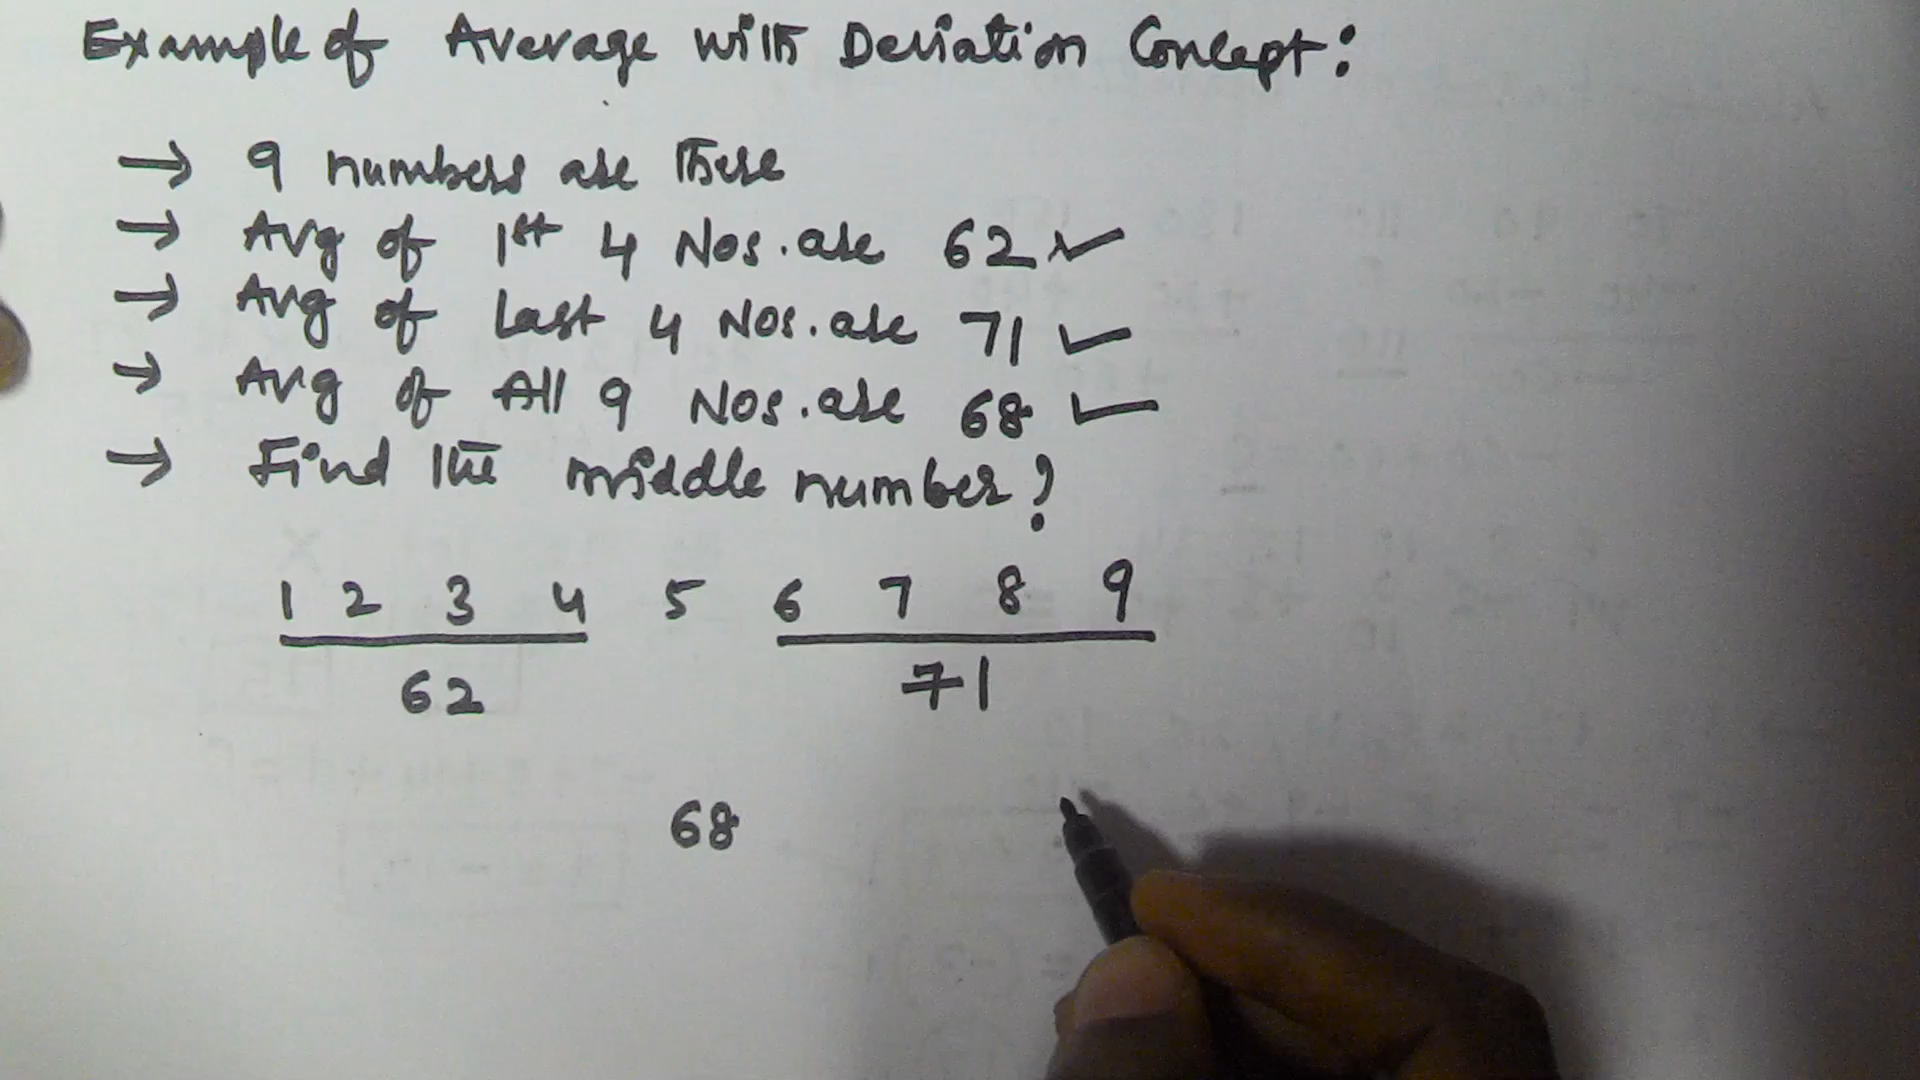 Example of Average with Deviation Concept:
→ 9 numbers are there
→ Avg of 1st 4 Nos. are 62 ✓
→ Avg of Last 4 Nos. are 71 ✓
→ Avg of All 9 Nos. are 68 ✓
→ Find the middle number?
1 2 3 4 5 6 7 8 9
62 71
68